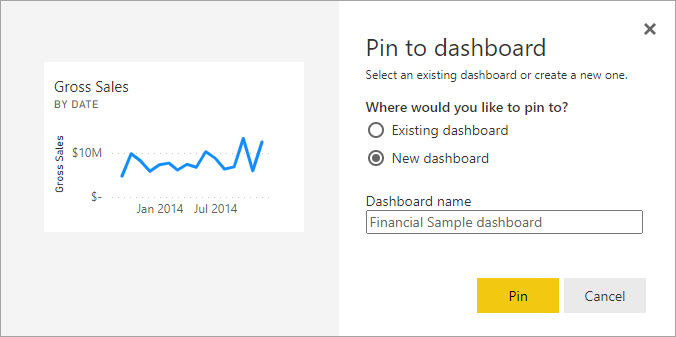 Gross Sales
BY DATE
Gross Sales
$10M
$-
Jan 2014 Jul 2014
Pin to dashboard
Select an existing dashboard or create a new one.
Where would you like to pin to?
Existing dashboard
New dashboard
Dashboard name
Financial Sample dashboard
Pin Cancel